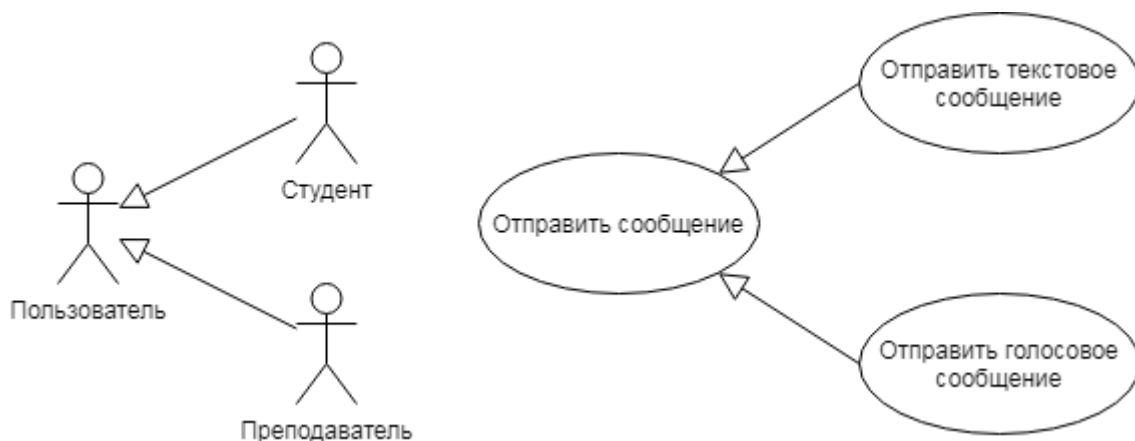 Студент
Пользователь
Преподаватель
Отправить текстовое
сообщение
Отправить сообщение
Отправить голосовое
сообщение